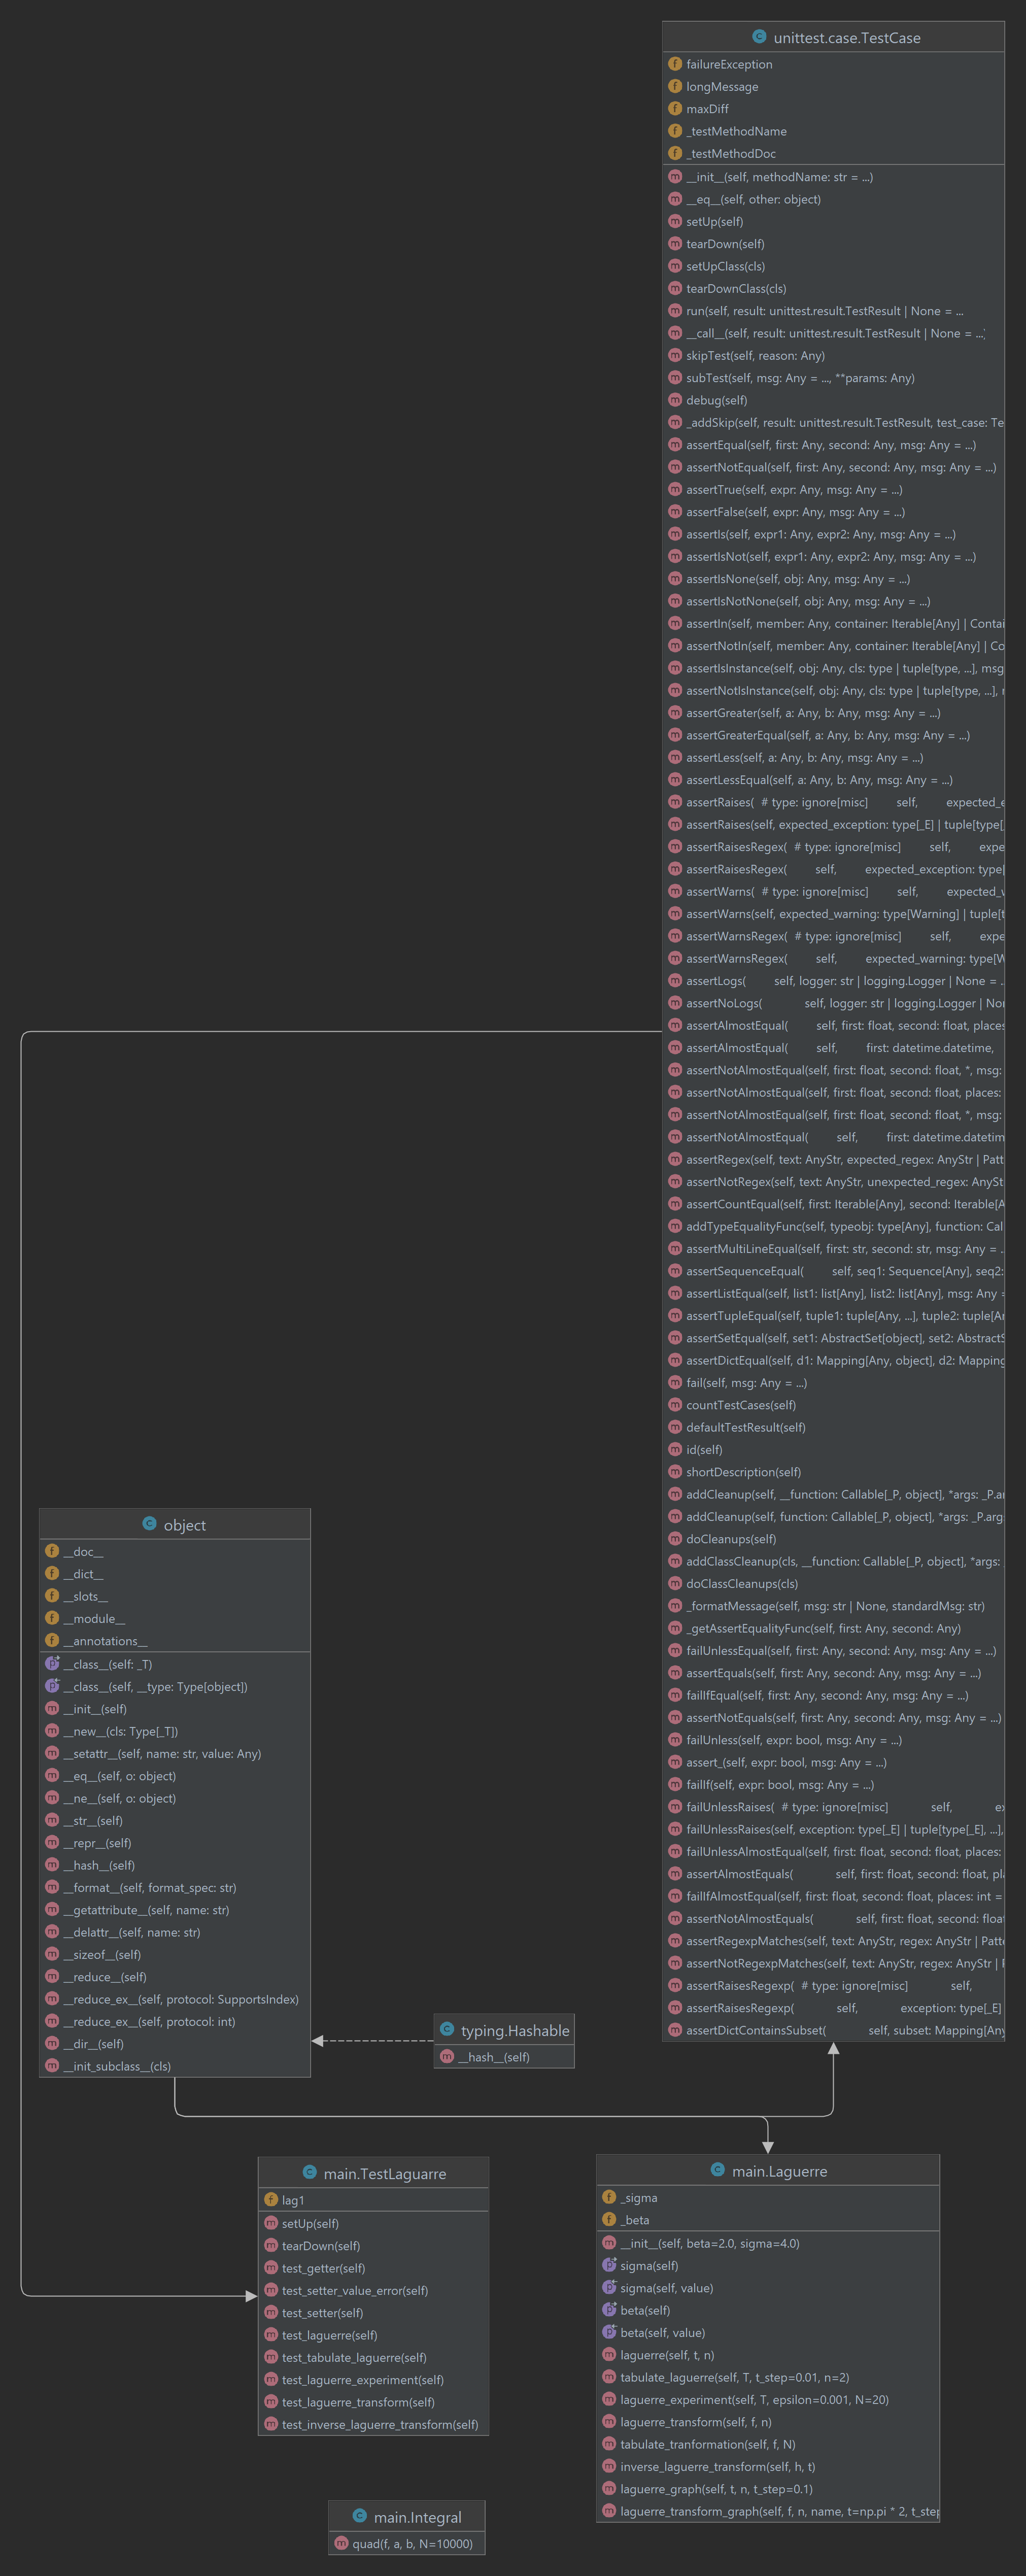 unittest.case.TestCase
failureException
longMessage
maxDiff
_testMethodName
_testMethodDoc
__init__(self, methodName: str = ...)
__eq__(self, other: object)
setUp(self)
tearDown(self)
setUpClass(cls)
tearDownClass(cls)
run(self, result: unittest.result.TestResult | None = ...
__call__(self, result: unittest.result.TestResult | None = ...)
skipTest(self, reason: Any)
subTest(self, msg: Any = ..., **params: Any)
debug(self)
_addSkip(self, result: unittest.result.TestResult, test_case: Te
assertEqual(self, first: Any, second: Any, msg: Any = ...)
assertNotEqual(self, first: Any, second: Any, msg: Any = ...)
assertTrue(self, expr: Any, msg: Any = ...)
assertFalse(self, expr: Any, msg: Any = ...)
assertIs(self, expr1: Any, expr2: Any, msg: Any = ...)
assertIsNot(self, expr1: Any, expr2: Any, msg: Any = ...)
assertIsNone(self, obj: Any, msg: Any = ...)
assertIsNotNone(self, obj: Any, msg: Any = ...)
assertIn(self, member: Any, container: Iterable[Any] | Contai
assertNotIn(self, member: Any, container: Iterable[Any] | Co
assertIsInstance(self, obj: Any, cls: type | tuple[type, ...], msg
assertNotIsInstance(self, obj: Any, cls: type | tuple[type, ...], r
assertGreater(self, a: Any, b: Any, msg: Any = ...)
assertGreaterEqual(self, a: Any, b: Any, msg: Any = ...)
assertLess(self, a: Any, b: Any, msg: Any = ...)
assertLessEqual(self, a: Any, b: Any, msg: Any = ...)
assertRaises( # type: ignore[misc] self, expected_e
assertRaises(self, expected_exception: type[_E] | tuple[type[
assertRaisesRegex( # type: ignore[misc] self, expe
assertRaisesRegex( self, expected_exception: type[
assertWarns( # type: ignore[misc] self, expected_v
assertWarns(self, expected_warning: type[Warning] | tuple[t
assertWarnsRegex( # type: ignore[misc] self, expe
assertWarnsRegex( self, expected_warning: type[W
assertLogs( self, logger: str | logging.Logger | None = ..
assertNoLogs( self, logger: str | logging.Logger | Non
assertAlmostEqual( self, first: float, second: float, places
assertAlmostEqual( self, first: datetime.datetime,
assertNotAlmostEqual(self, first: float, second: float, *, msg:
assertNotAlmostEqual(self, first: float, second: float, places:
assertNotAlmostEqual(self, first: float, second: float, *, msg:
assertNotAlmostEqual( self, first: datetime.datetim
assertRegex(self, text: AnyStr, expected_regex: AnyStr | Patt
assertNotRegex(self, text: AnyStr, unexpected_regex: AnyStr
assertCountEqual(self, first: Iterable[Any], second: Iterable[A
addTypeEqualityFunc(self, typeobj: type[Any], function: Cal
assertMultiLineEqual(self, first: str, second: str, msg: Any = ..
assertSequenceEqual( self, seq1: Sequence[Any], seq2:
assertListEqual(self, list1: list[Any], list2: list[Any], msg: Any =
assertTupleEqual(self, tuple1: tuple[Any, ...], tuple2: tuple[A
assertSetEqual(self, set1: AbstractSet[object], set2: AbstractS
assertDictEqual(self, d1: Mapping[Any, object], d2: Mapping
fail(self, msg: Any = ...)
countTestCases(self)
defaultTestResult(self)
id(self)
shortDescription(self)
addCleanup(self, __function: Callable[_P, object], *args: _P.ar
addCleanup(self, function: Callable[_P, object], *args: _P.args
doCleanups(self)
addClassCleanup(cls, __function: Callable[_P, object], *args:
doClassCleanups(cls)
_formatMessage(self, msg: str | None, standardMsg: str)
_getAssertEqualityFunc(self, first: Any, second: Any)
failUnlessEqual(self, first: Any, second: Any, msg: Any = ...)
assertEquals(self, first: Any, second: Any, msg: Any = ...)
failIfEqual(self, first: Any, second: Any, msg: Any = ...)
assertNotEquals(self, first: Any, second: Any, msg: Any = ...)
failUnless(self, expr: bool, msg: Any = ...)
assert_(self, expr: bool, msg: Any = ...)
failIf(self, expr: bool, msg: Any = ...)
failUnlessRaises( # type: ignore[misc] self, ex
failUnlessRaises(self, exception: type[_E] | tuple[type[_E], ...],
failUnlessAlmostEqual(self, first: float, second: float, places:
assertAlmostEquals( self, first: float, second: float, pl
failIfAlmostEqual(self, first: float, second: float, places: int =
assertNotAlmostEquals( self, first: float, second: float
assertRegexpMatches(self, text: AnyStr, regex: AnyStr | Patte
assertNotRegexpMatches(self, text: AnyStr, regex: AnyStr | P
assertRaisesRegexp( # type: ignore[misc] self,
assertRaisesRegexp( self, exception: type[_E]
assertDictContainsSubset( self, subset: Mapping[Any
object
__doc__
__dict__
__slots__
__module__
__annotations__
__class__(self: _T)
__class__(self, __type: Type[object])
__init__(self)
__new__(cls: Type[_T])
__setattr__(self, name: str, value: Any)
__eq__(self, o: object)
__ne__(self, o: object)
__str__(self)
__repr__(self)
__hash__(self)
__format__(self, format_spec: str)
__getattribute__(self, name: str)
__delattr__(self, name: str)
__sizeof__(self)
__reduce__(self)
__reduce_ex__(self, protocol: SupportsIndex)
__reduce_ex__(self, protocol: int)
__dir__(self)
__init_subclass__(cls)
typing.Hashable
__hash__(self)
main.TestLaguarre
lag1
setUp(self)
tearDown(self)
test_getter(self)
test_setter_value_error(self)
test_setter(self)
test_laguerre(self)
test_tabulate_laguerre(self)
test_laguerre_experiment(self)
test_laguerre_transform(self)
test_inverse_laguerre_transform(self)
main.Laguerre
_sigma
_beta
__init__(self, beta=2.0, sigma=4.0)
sigma(self)
sigma(self, value)
beta(self)
beta(self, value)
laguerre(self, t, n)
tabulate_laguerre(self, T, t_step=0.01, n=2)
laguerre_experiment(self, T, epsilon=0.001, N=20)
laguerre_transform(self, f, n)
tabulate_tranformation(self, f, N)
inverse_laguerre_transform(self, h, t)
laguerre_graph(self, t, n, t_step=0.1)
laguerre_transform_graph(self, f, n, name, t=np.pi * 2, t_step
main.Integral
quad(f, a, b, N=10000)